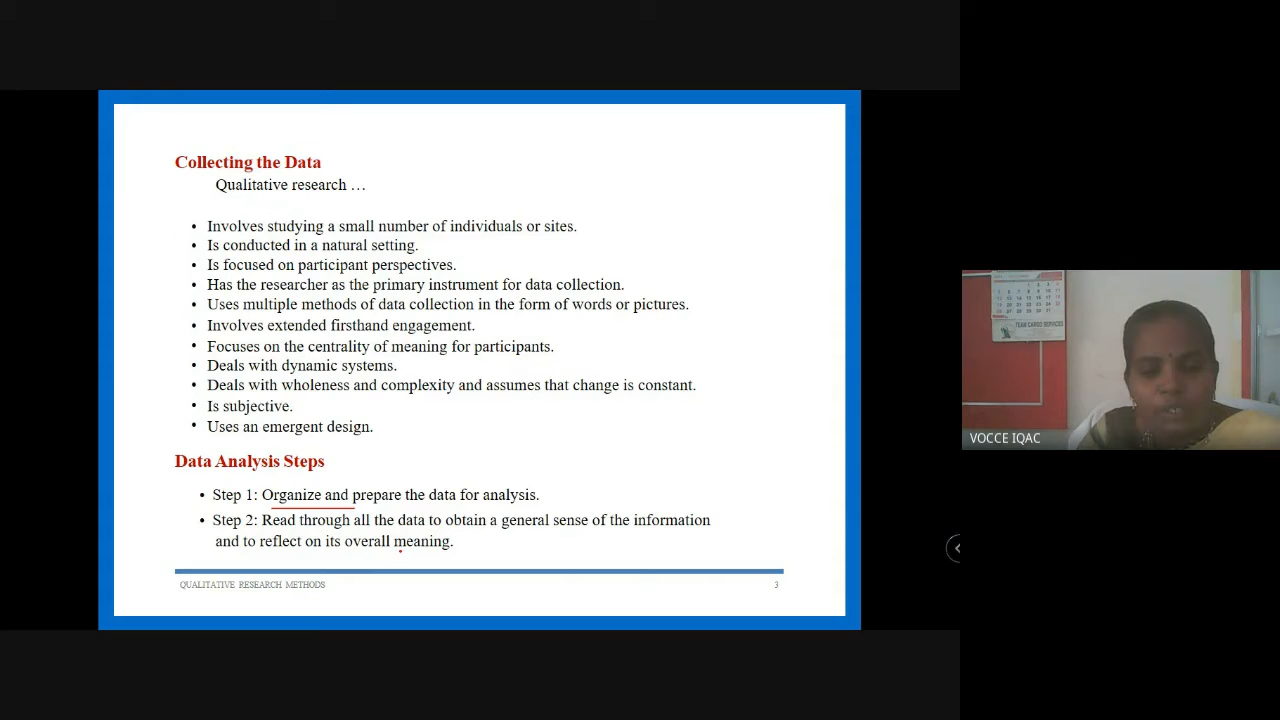 Collecting the Data
Qualitative research …
• Involves studying a small number of individuals or sites.
• Is conducted in a natural setting.
• Is focused on participant perspectives.
• Has the researcher as the primary instrument for data collection.
• Uses multiple methods of data collection in the form of words or pictures.
• Involves extended firsthand engagement.
• Focuses on the centrality of meaning for participants.
• Deals with dynamic systems.
• Deals with wholeness and complexity and assumes that change is constant.
• Is subjective.
• Uses an emergent design.
Data Analysis Steps
• Step 1: Organize and prepare the data for analysis.
• Step 2: Read through all the data to obtain a general sense of the information
and to reflect on its overall meaning.
QUALITATIVE RESEARCH METHODS 3
TEAM CARGO SERVICES
VOCCE IQAC